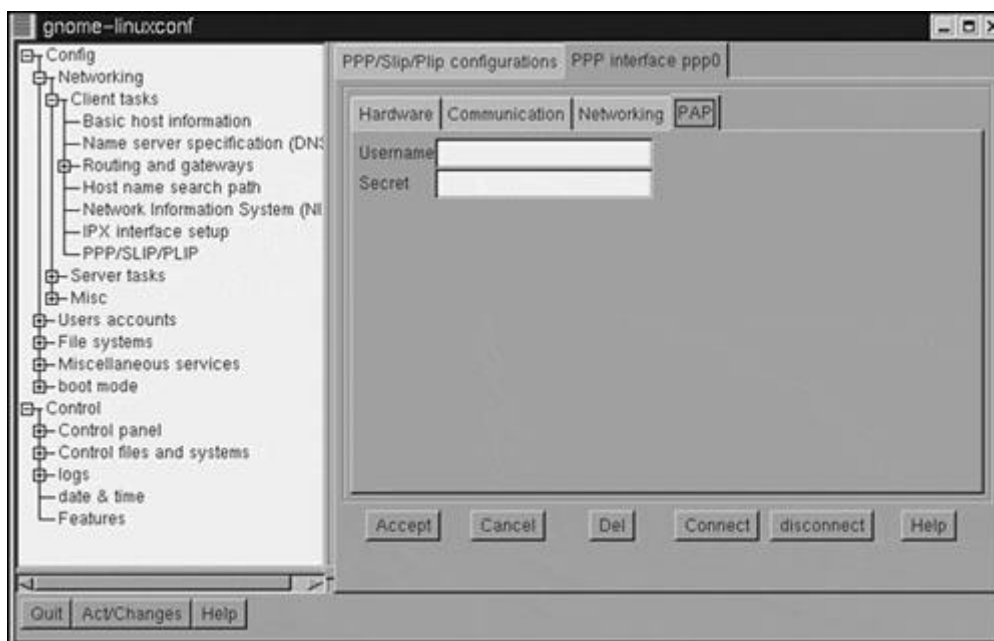 gnome-linuxconf
Config
Networking
Client tasks
Basic host information
Name server specification (DNS
Routing and gateways
Host name search path
Network Information System (NI
IPX interface setup
PPP/SLIP/PLIP
Server tasks
Misc
Users accounts
File systems
Miscellaneous services
boot mode
Control
Control panel
Control files and systems
logs
date & time
Features
PPP/Slip/Plip configurations PPP interface ppp0
Hardware Communication Networking PAP
Username
Secret
Accept Cancel Del Connect disconnect Help
Quit Act/Changes Help